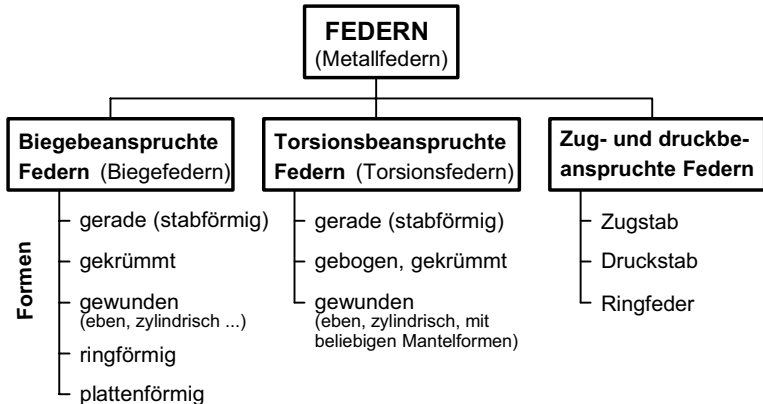 FEDERN
(Metallfedern)
Biegebeanspruchte
Federn (Biegefedern)
Torsionsbeanspruchte
Federn (Torsionsfedern)
Zug- und druckbe-
anspruchte Federn
Formen
gerade (stabförmig)
gekrümmt
gewunden
(eben, zylindrisch ...)
ringförmig
plattenförmig
gerade (stabförmig)
gebogen, gekrümmt
gewunden
(eben, zylindrisch, mit
beliebigen Mantelformen)
Zugstab
Druckstab
Ringfeder